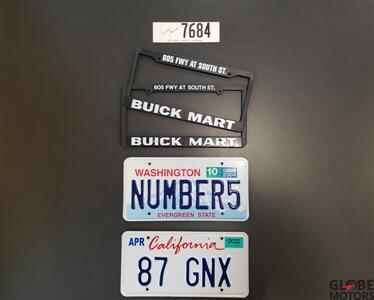 7684
605 FWY AT SOUTH ST.
605 FWY AT SOUTH ST.
BUICK MART
BUICK MART
WASHINGTON
10
2004
NUMBER5
EVERGREEN STATE
APR California 2022
87 GNX
GLOBE
MOTORS